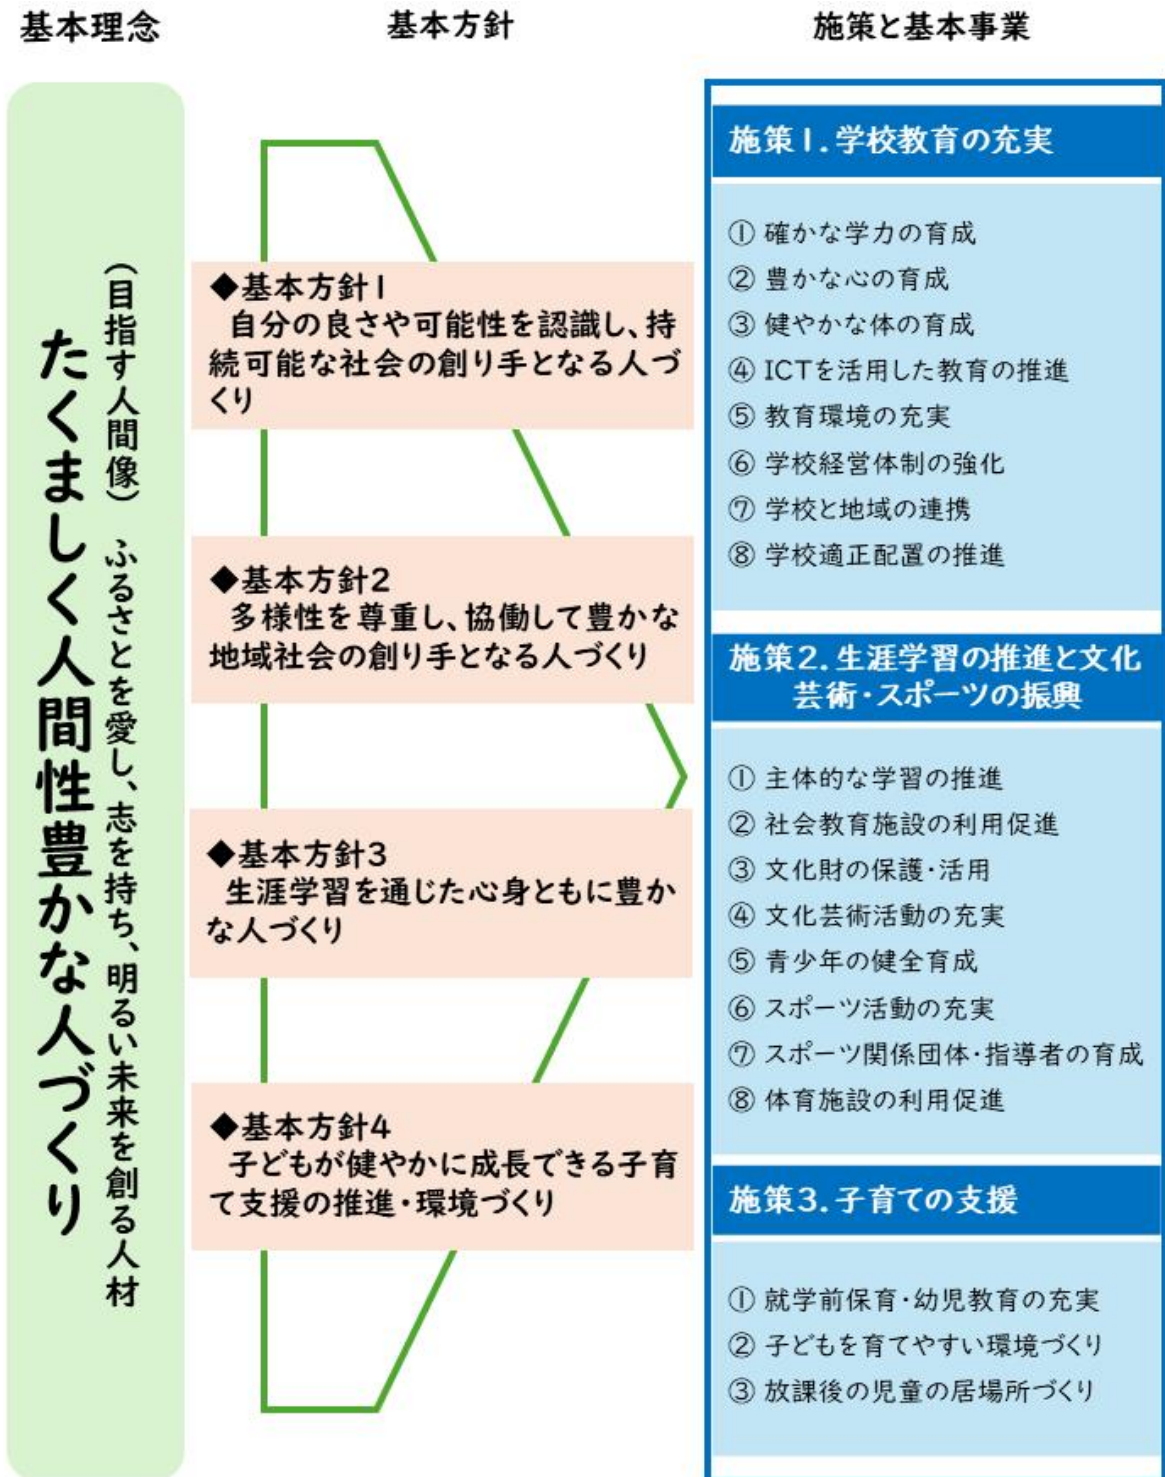 基本理念
基本方針
施策と基本事業
たくましく人間性豊かな人づくり
(目指す人間像) ふるさとを愛し、志を持ち、明るい未来を創る人材
◆基本方針1
自分の良さや可能性を認識し、持
続可能な社会の創り手となる人づ
くり
◆基本方針2
多様性を尊重し、協働して豊かな
地域社会の創り手となる人づくり
◆基本方針3
生涯学習を通じた心身ともに豊か
な人づくり
◆基本方針4
子どもが健やかに成長できる子育
て支援の推進・環境づくり
施策1.学校教育の充実
① 確かな学力の育成
② 豊かな心の育成
③ 健やかな体の育成
④ ICTを活用した教育の推進
⑤ 教育環境の充実
⑥ 学校経営体制の強化
⑦ 学校と地域の連携
⑧ 学校適正配置の推進
施策2.生涯学習の推進と文化
芸術・スポーツの振興
① 主体的な学習の推進
② 社会教育施設の利用促進
③ 文化財の保護・活用
④ 文化芸術活動の充実
⑤ 青少年の健全育成
⑥ スポーツ活動の充実
⑦ スポーツ関係団体・指導者の育成
⑧ 体育施設の利用促進
施策3.子育ての支援
① 就学前保育・幼児教育の充実
② 子どもを育てやすい環境づくり
③ 放課後の児童の居場所づくり